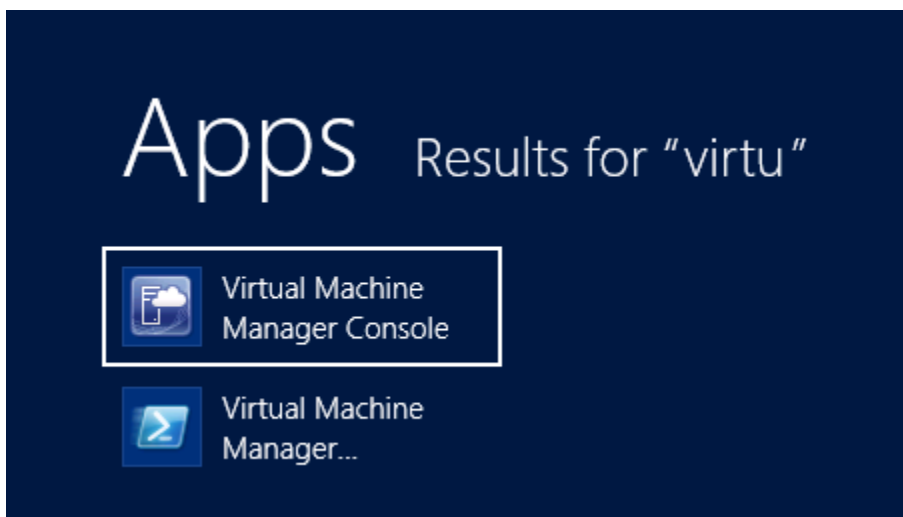 Apps Results for “virtu”
Virtual Machine
Manager Console
Virtual Machine
Manager...